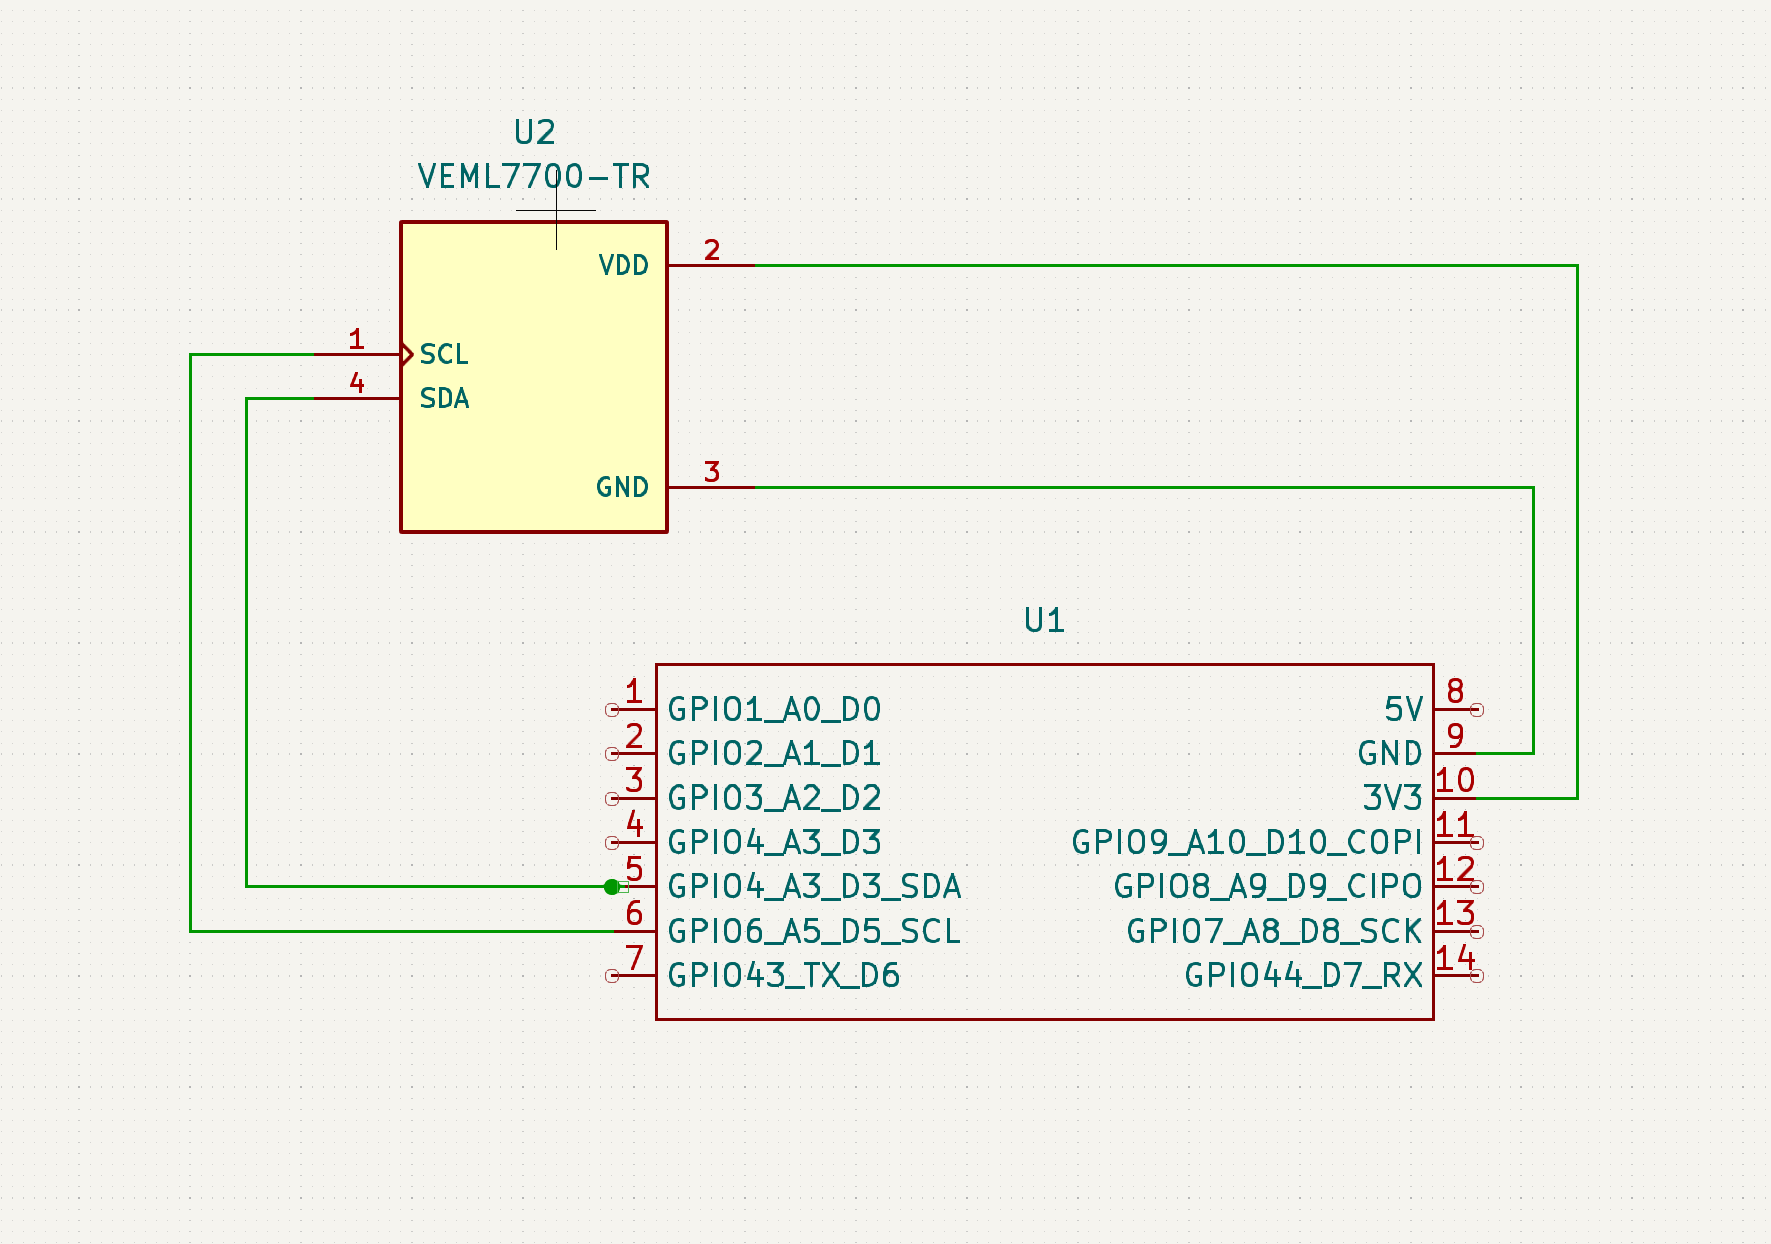 U2
VEML7700-TR
VDD 2
1 SCL
4 SDA
GND 3
U1
1 GPIO1_A0_D0 5V 8
2 GPIO2_A1_D1 GND 9
3 GPIO3_A2_D2 3V3 10
4 GPIO4_A3_D3 GPIO9_A10_D10_COPI 11
5 GPIO4_A3_D3_SDA GPIO8_A9_D9_CIPO 12
6 GPIO6_A5_D5_SCL GPIO7_A8_D8_SCK 13
7 GPIO43_TX_D6 GPIO44_D7_RX 14